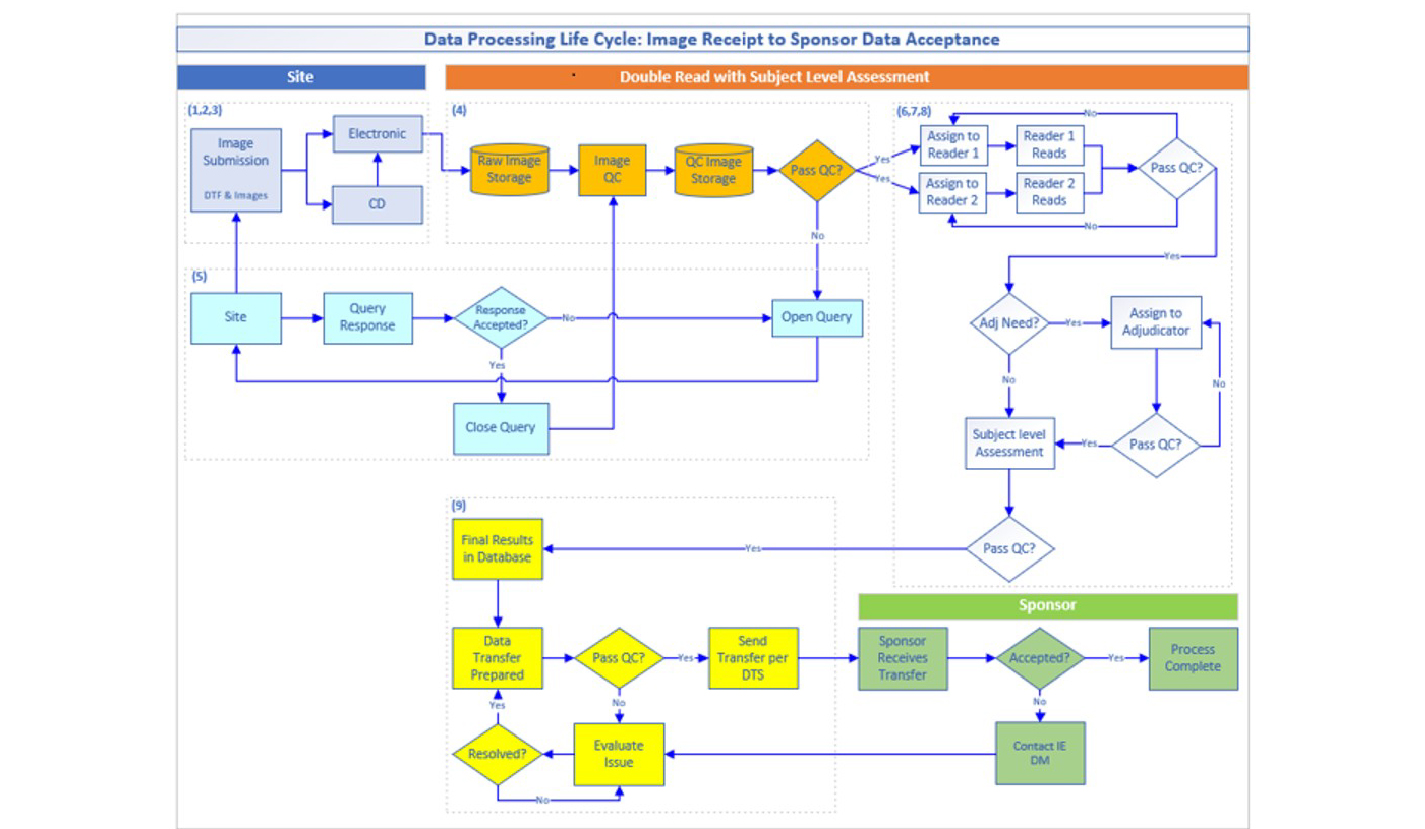 Data Processing Life Cycle: Image Receipt to Sponsor Data Acceptance
Site
Double Read with Subject Level Assessment
(1,2,3)
Image
Submission
DTF & Images
Electronic
CD
(4)
Raw Image
Storage
Image
QC
QC Image
Storage
Pass QC?
Yes
Yes
No
(6,7,8)
No
Assign to
Reader 1
Reader 1
Reads
Assign to
Reader 2
Reader 2
Reads
Pass QC?
No
Yes
(5)
Site
Query
Response
Response
Accepted?
No
Open Query
Yes
Close Query
Adj Need?
Yes
Assign to
Adjudicator
No
No
Subject level
Assessment
Yes
Pass QC?
Pass QC?
Yes
(9)
Final Results
in Database
Sponsor
Data
Transfer
Prepared
Pass QC?
Yes
Send
Transfer per
DTS
Sponsor
Receives
Transfer
Accepted?
Yes
Process
Complete
Yes
No
No
Resolved?
Evaluate
Issue
Contact IE
DM
No